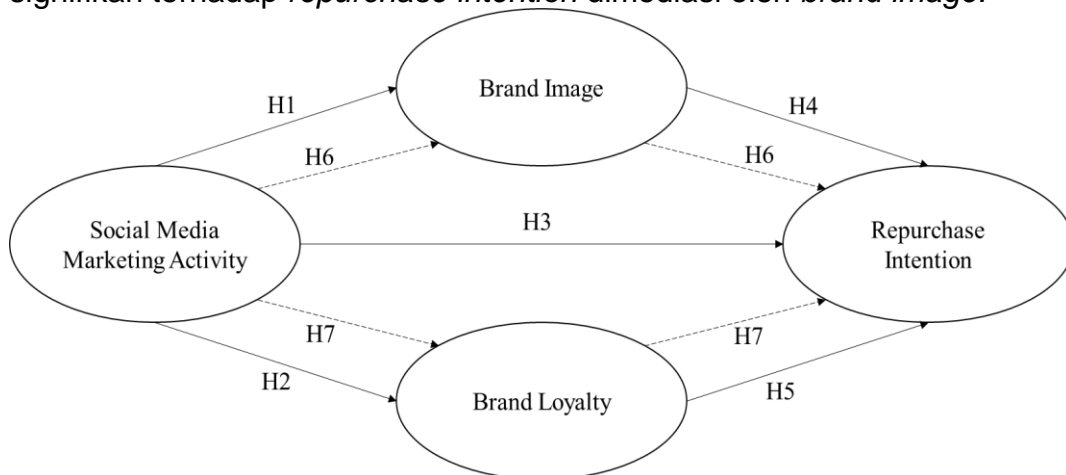 signifikan terhadap repurchase intention dimediasi oleh brand image.
Brand Image
H1
H4
H6
H6
Social Media
Marketing Activity
H3
Repurchase
Intention
H7
H7
H2
H5
Brand Loyalty